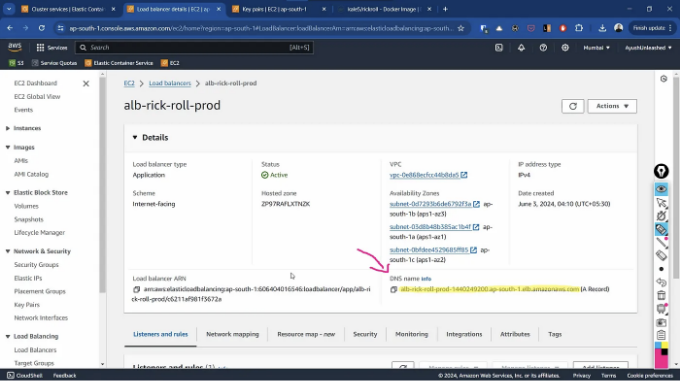 Cluster services | Elastic Contain
Load balancer details | EC2 | ap
Key pairs | EC2 | ap-south-1
kale5/rickroll - Docker Image |
ap-south-1.console.aws.amazon.com/ec2/home?region=ap-south-1#LoadBalancer:loadBalancerArn=arn:aws:elasticloadbalancing:ap-south-
Finish update
aws
Services
Search
[Alt+S]
Mumbai
AyushUnleashed
S3
Service Quotas
Elastic Container Service
EC2
EC2 Dashboard
EC2 Global View
Events
Instances
Images
AMIs
AMI Catalog
Elastic Block Store
Volumes
Snapshots
Lifecycle Manager
Network & Security
Security Groups
Elastic IPs
Placement Groups
Key Pairs
Network Interfaces
Load Balancing
Load Balancers
Target Groups
EC2 > Load balancers > alb-rick-roll-prod
alb-rick-roll-prod
Actions
Details
Load balancer type
Application
Status
Active
VPC
vpc-0e868ecfcc44b8da5
IP address type
IPv4
Scheme
Internet-facing
Hosted zone
ZP97RAFLXTNZK
Availability Zones
subnet-0d7293b6de6792f3a ap-south-1b (aps1-az3)
subnet-03d8b48b385ac1b4f ap-south-1a (aps1-az1)
subnet-0bfdee4529685ff85 ap-south-1c (aps1-az2)
Date created
June 3, 2024, 04:10 (UTC+05:30)
Load balancer ARN
arn:aws:elasticloadbalancing:ap-south-1:606404016546:loadbalancer/app/alb-ri
ck-roll-prod/c6211af981f3672a
DNS name Info
alb-rick-roll-prod-1440249200.ap-south-1.elb.amazonaws.com (A Record)
Listeners and rules
Network mapping
Resource map - new
Security
Monitoring
Integrations
Attributes
Tags
Listeners and rules
CloudShell
Feedback
© 2024, Amazon Web Services, Inc. or its affiliates.
Privacy
Terms
Cookie preferences